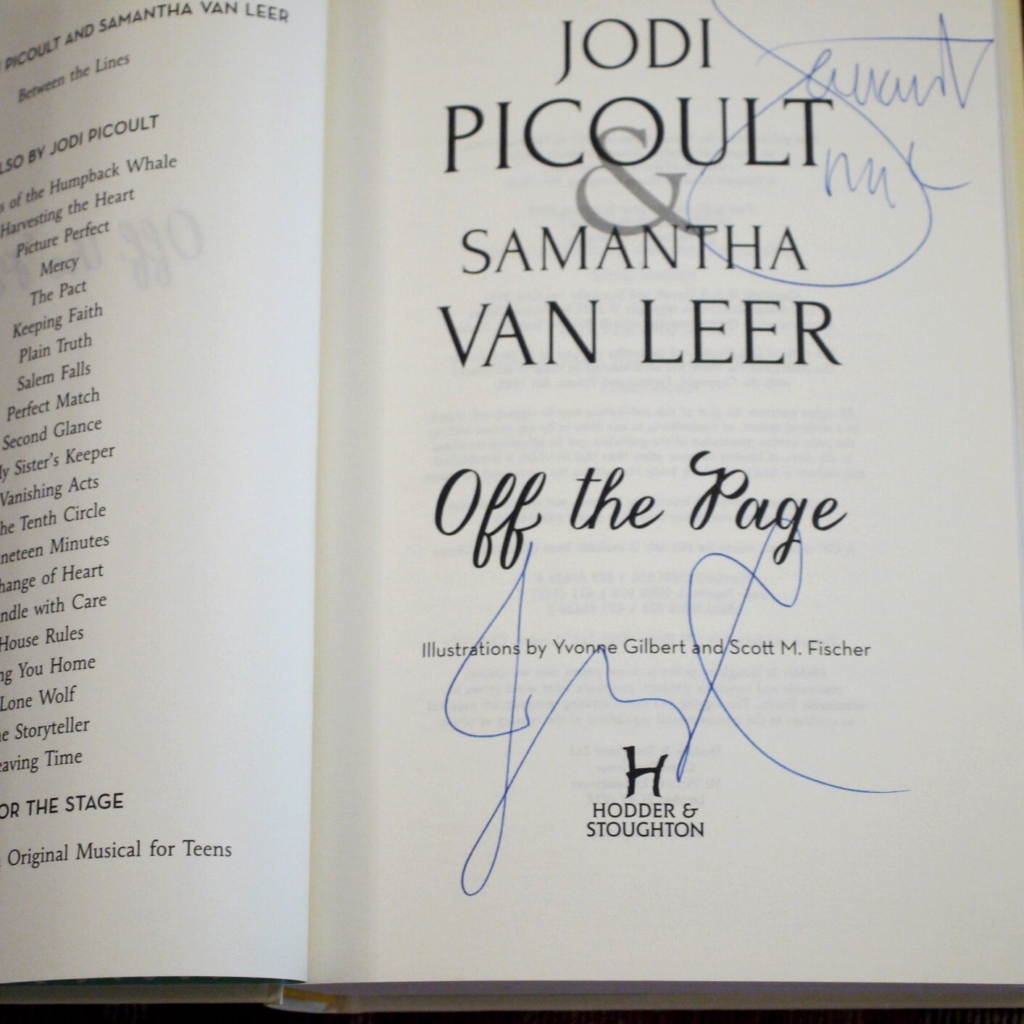 PICOULT AND SAMANTHA VAN LEER
Between the Lines
LSO BY JODI PICOULT
s of the Humpback Whale
Harvesting the Heart
Picture Perfect
Mercy
The Pact
Keeping Faith
Plain Truth
Salem Falls
Perfect Match
Second Glance
y Sister's Keeper
Vanishing Acts
he Tenth Circle
neteen Minutes
hange of Heart
ndle with Care
House Rules
ng You Home
Lone Wolf
e Storyteller
eaving Time
OR THE STAGE
Original Musical for Teens
JODI
PICOULT
&
SAMANTHA
VAN LEER
Off the Page
Illustrations by Yvonne Gilbert and Scott M. Fischer
H
HODDER &
STOUGHTON